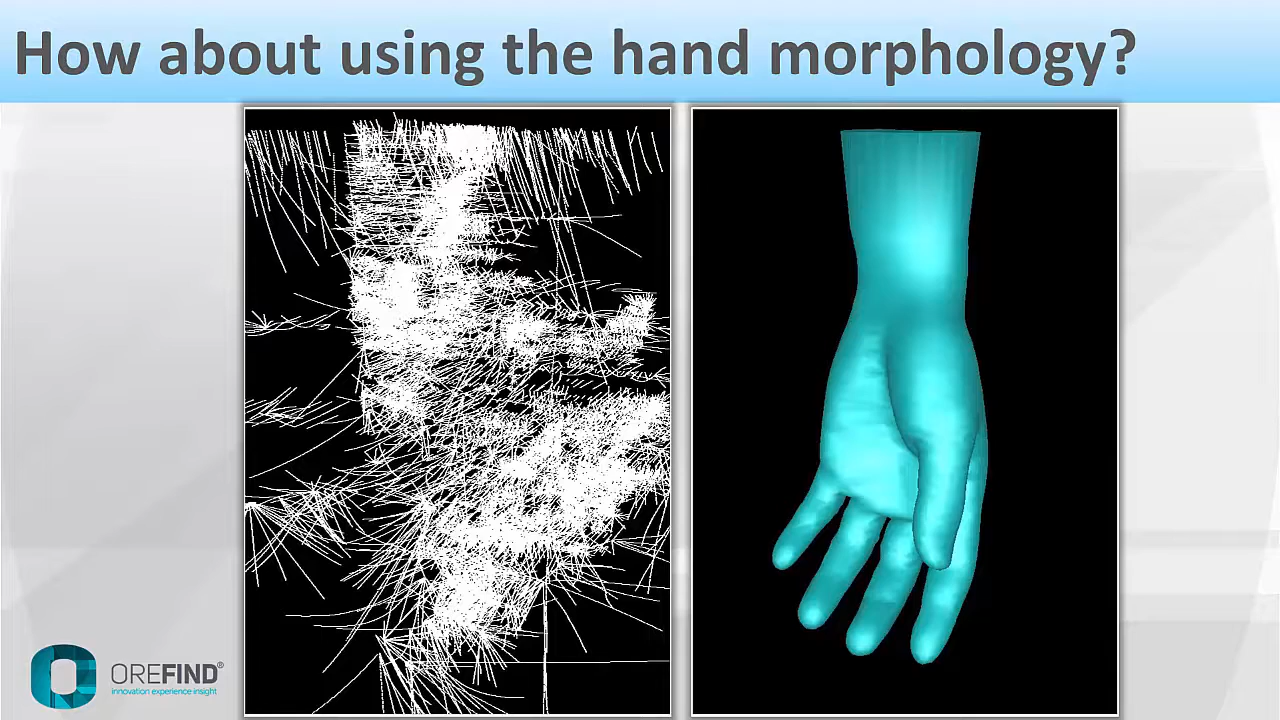 How about using the hand morphology?
OREFIND®
innovation experience insight